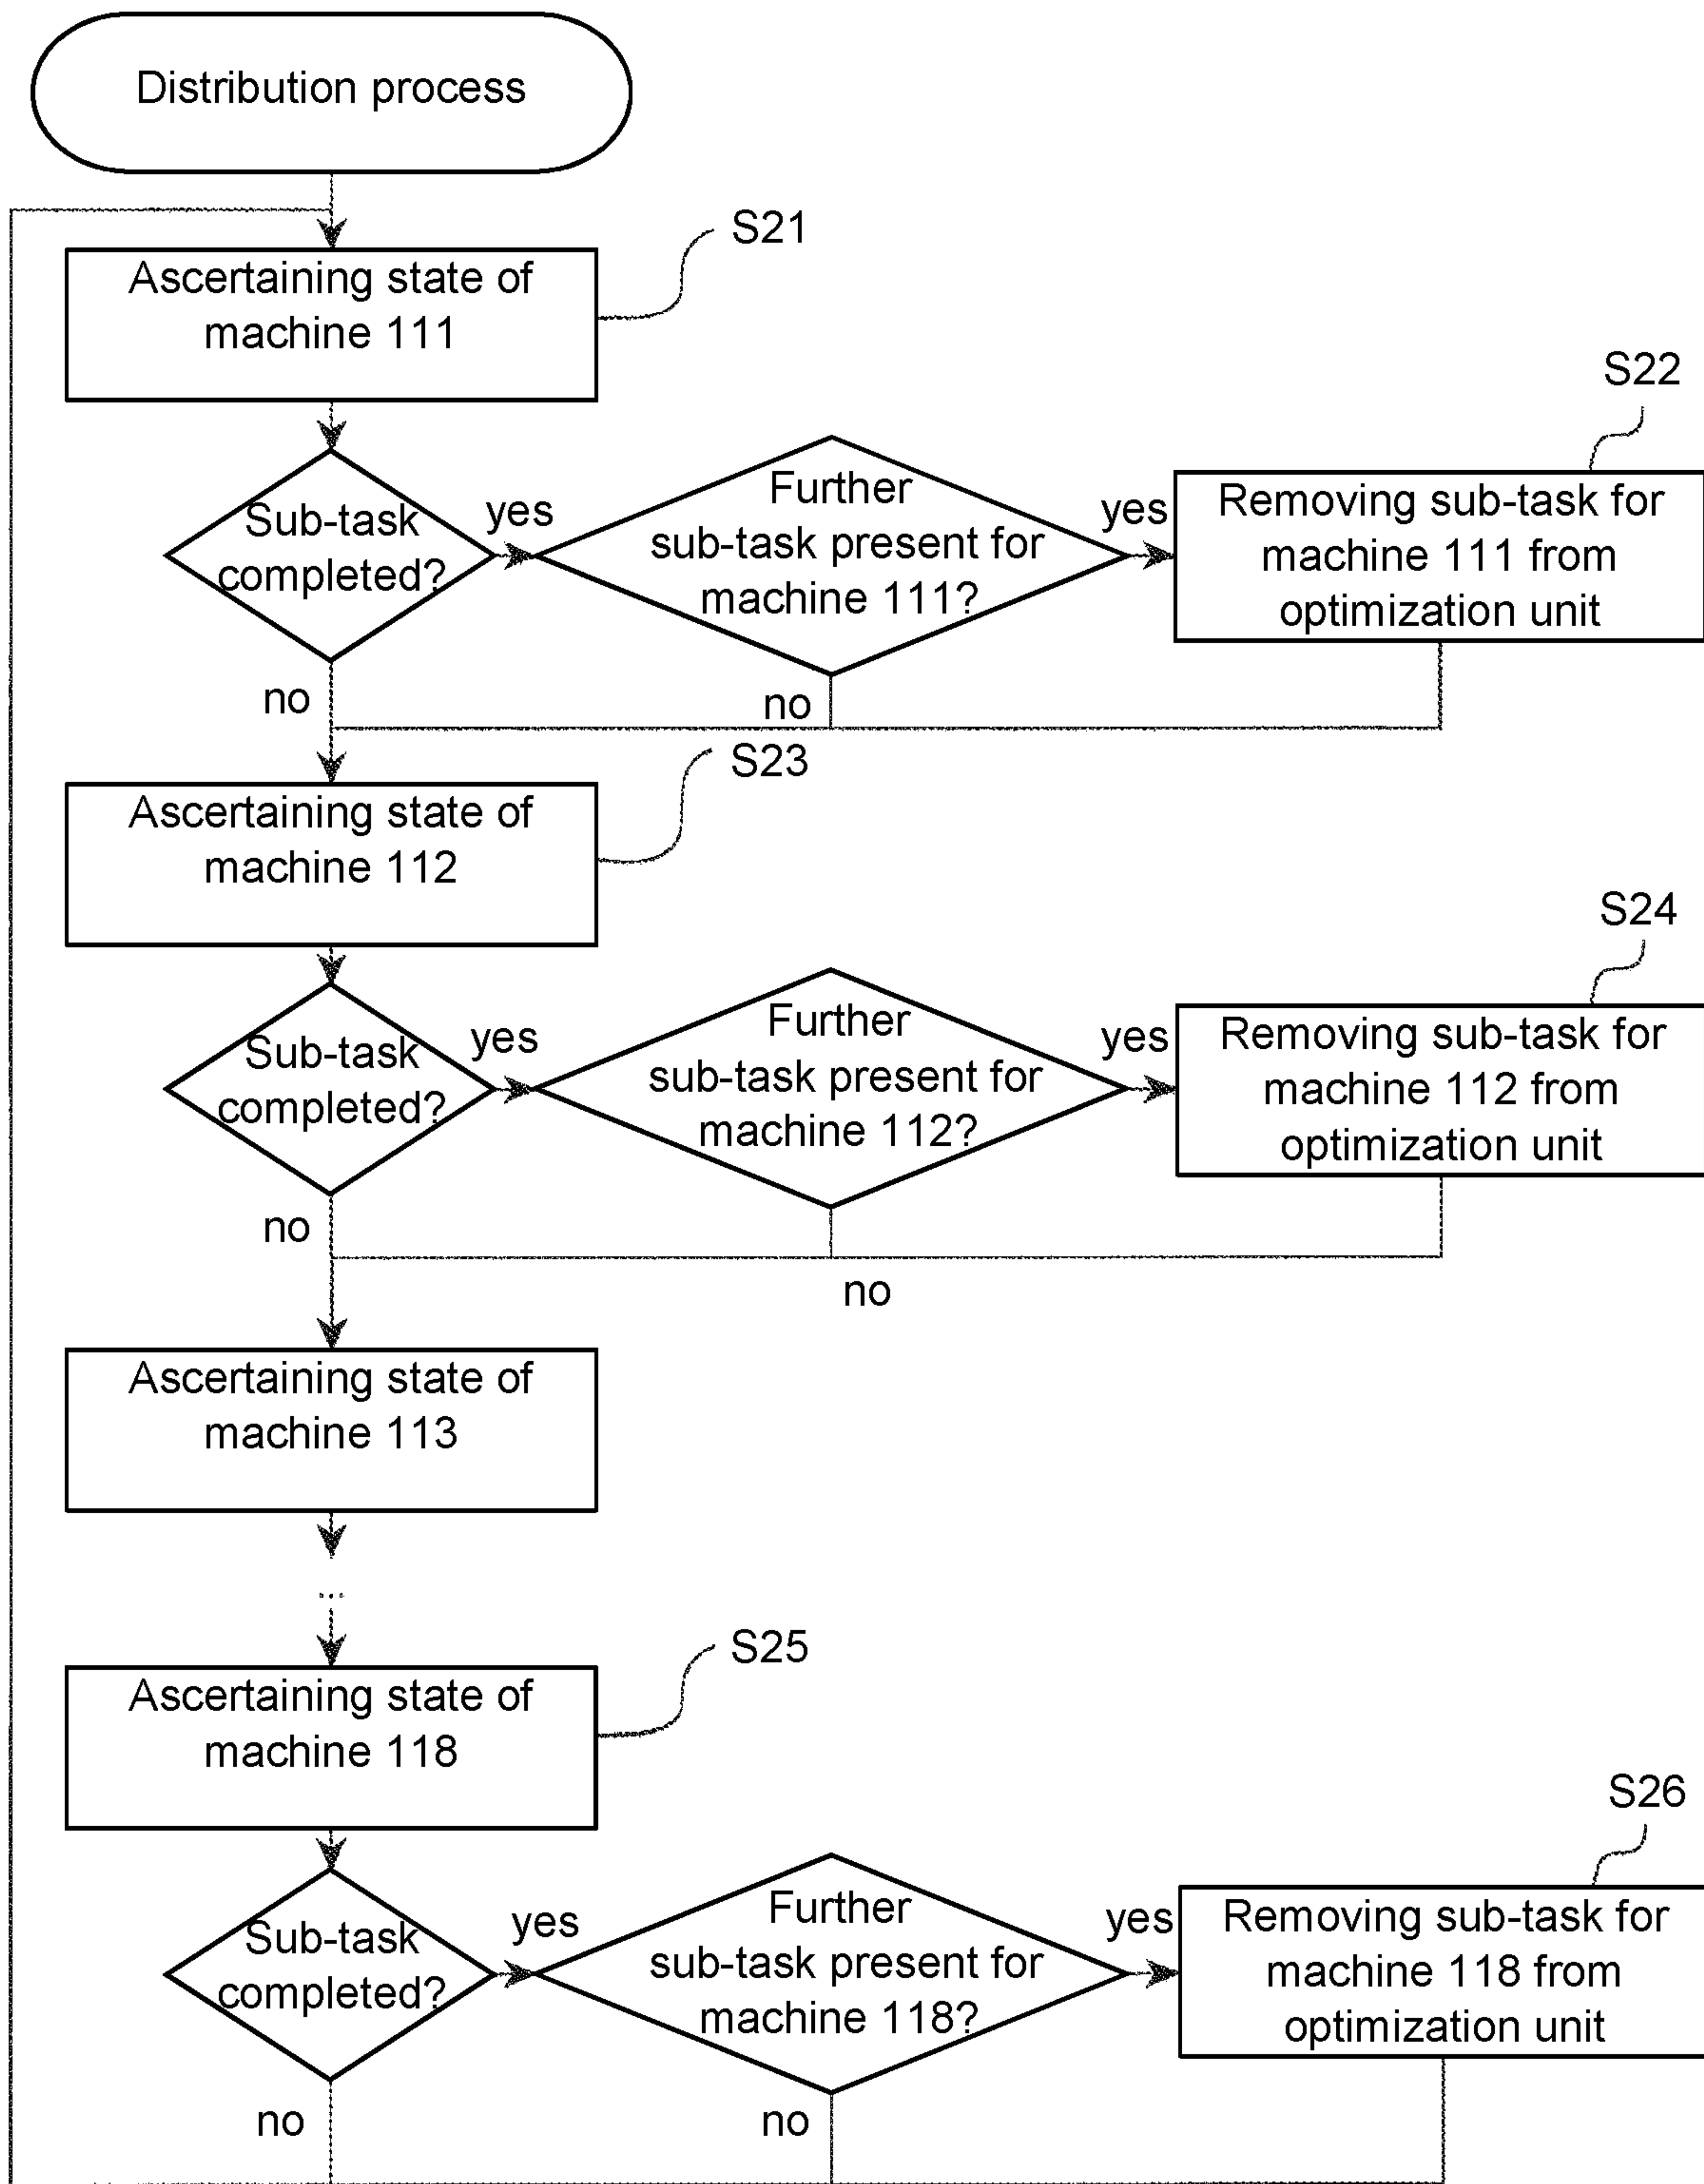 Distribution process
S21
Ascertaining state of
machine 111
S22
Sub-task
completed?
yes
Further
sub-task present for
machine 111?
yes
Removing sub-task for
machine 111 from
optimization unit
no
no
S23
Ascertaining state of
machine 112
S24
Sub-task
completed?
yes
Further
sub-task present for
machine 112?
yes
Removing sub-task for
machine 112 from
optimization unit
no
no
Ascertaining state of
machine 113
...
S25
Ascertaining state of
machine 118
S26
Sub-task
completed?
yes
Further
sub-task present for
machine 118?
yes
Removing sub-task for
machine 118 from
optimization unit
no
no